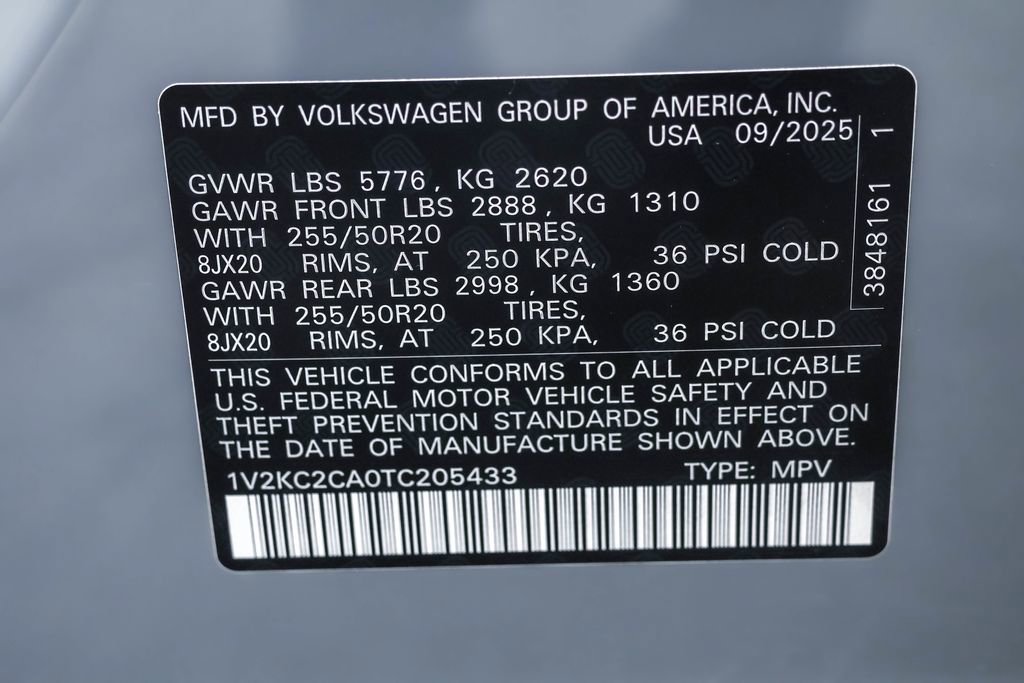 MFD BY VOLKSWAGEN GROUP OF AMERICA, INC.
USA 09/2025
GVWR LBS 5776, KG 2620
GAWR FRONT LBS 2888, KG 1310
WITH 255/50R20 TIRES,
8JX20 RIMS, AT 250 KPA, 36 PSI COLD
GAWR REAR LBS 2998, KG 1360
WITH 255/50R20 TIRES,
8JX20 RIMS, AT 250 KPA, 36 PSI COLD
THIS VEHICLE CONFORMS TO ALL APPLICABLE
U.S. FEDERAL MOTOR VEHICLE SAFETY AND
THEFT PREVENTION STANDARDS IN EFFECT ON
THE DATE OF MANUFACTURE SHOWN ABOVE.
1V2KC2CA0TC205433 TYPE: MPV
3848161 1